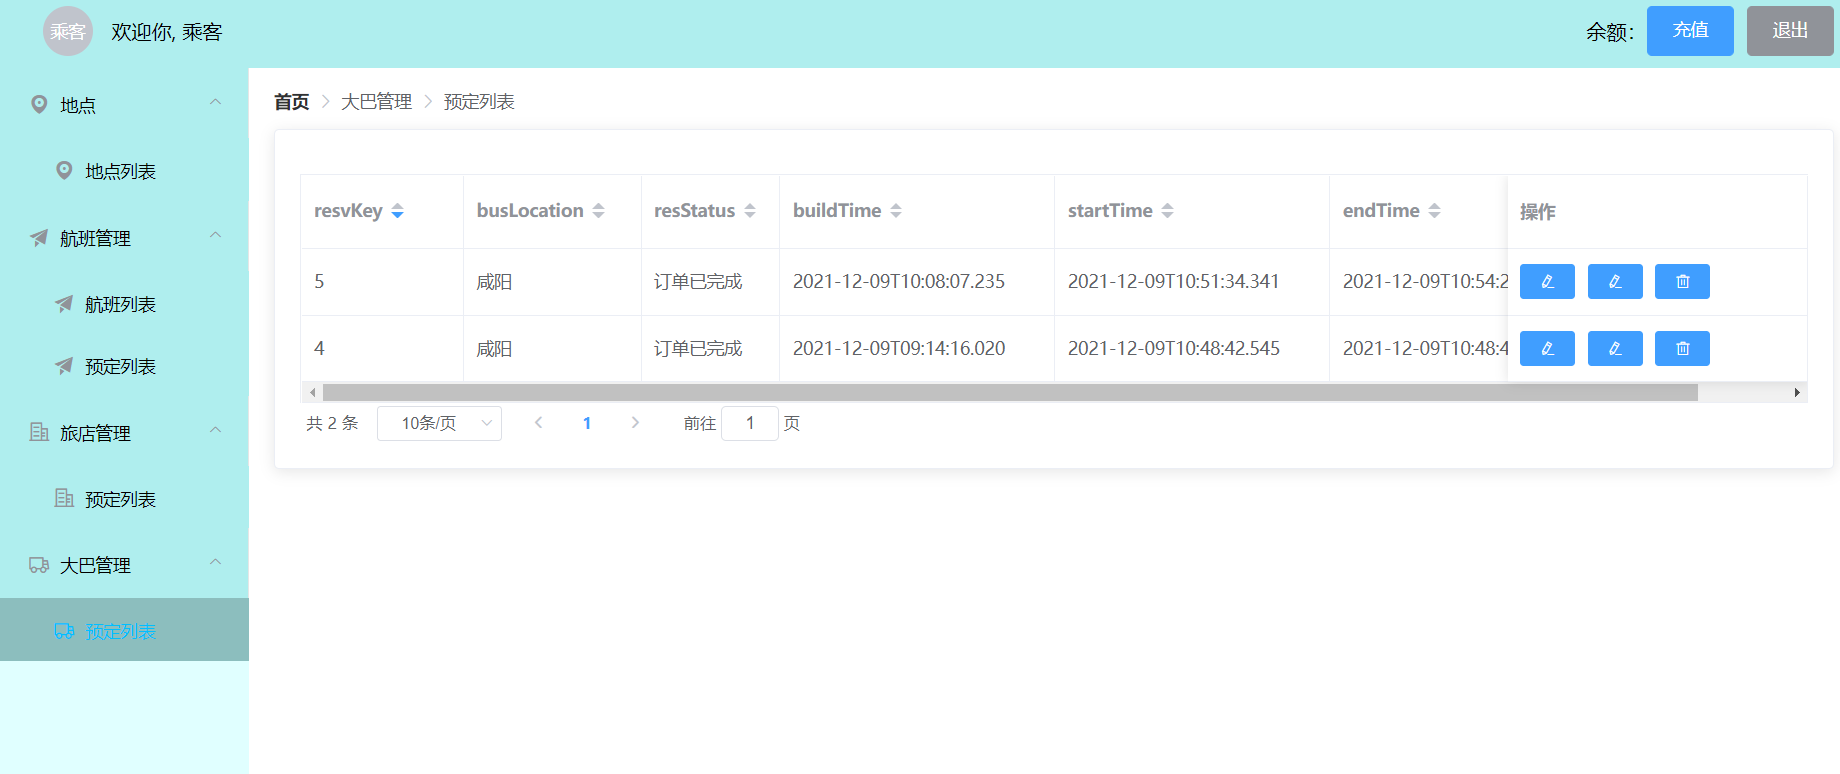 乘客 欢迎你, 乘客 余额： 充值 退出
地点
地点列表
航班管理
航班列表
预定列表
旅店管理
预定列表
大巴管理
预定列表
首页 大巴管理 预定列表
resvKey busLocation resStatus buildTime startTime endTime 操作
5 咸阳 订单已完成 2021-12-09T10:08:07.235 2021-12-09T10:51:34.341 2021-12-09T10:54:2
4 咸阳 订单已完成 2021-12-09T09:14:16.020 2021-12-09T10:48:42.545 2021-12-09T10:48:4
共 2 条 10条/页 1 前往 1 页